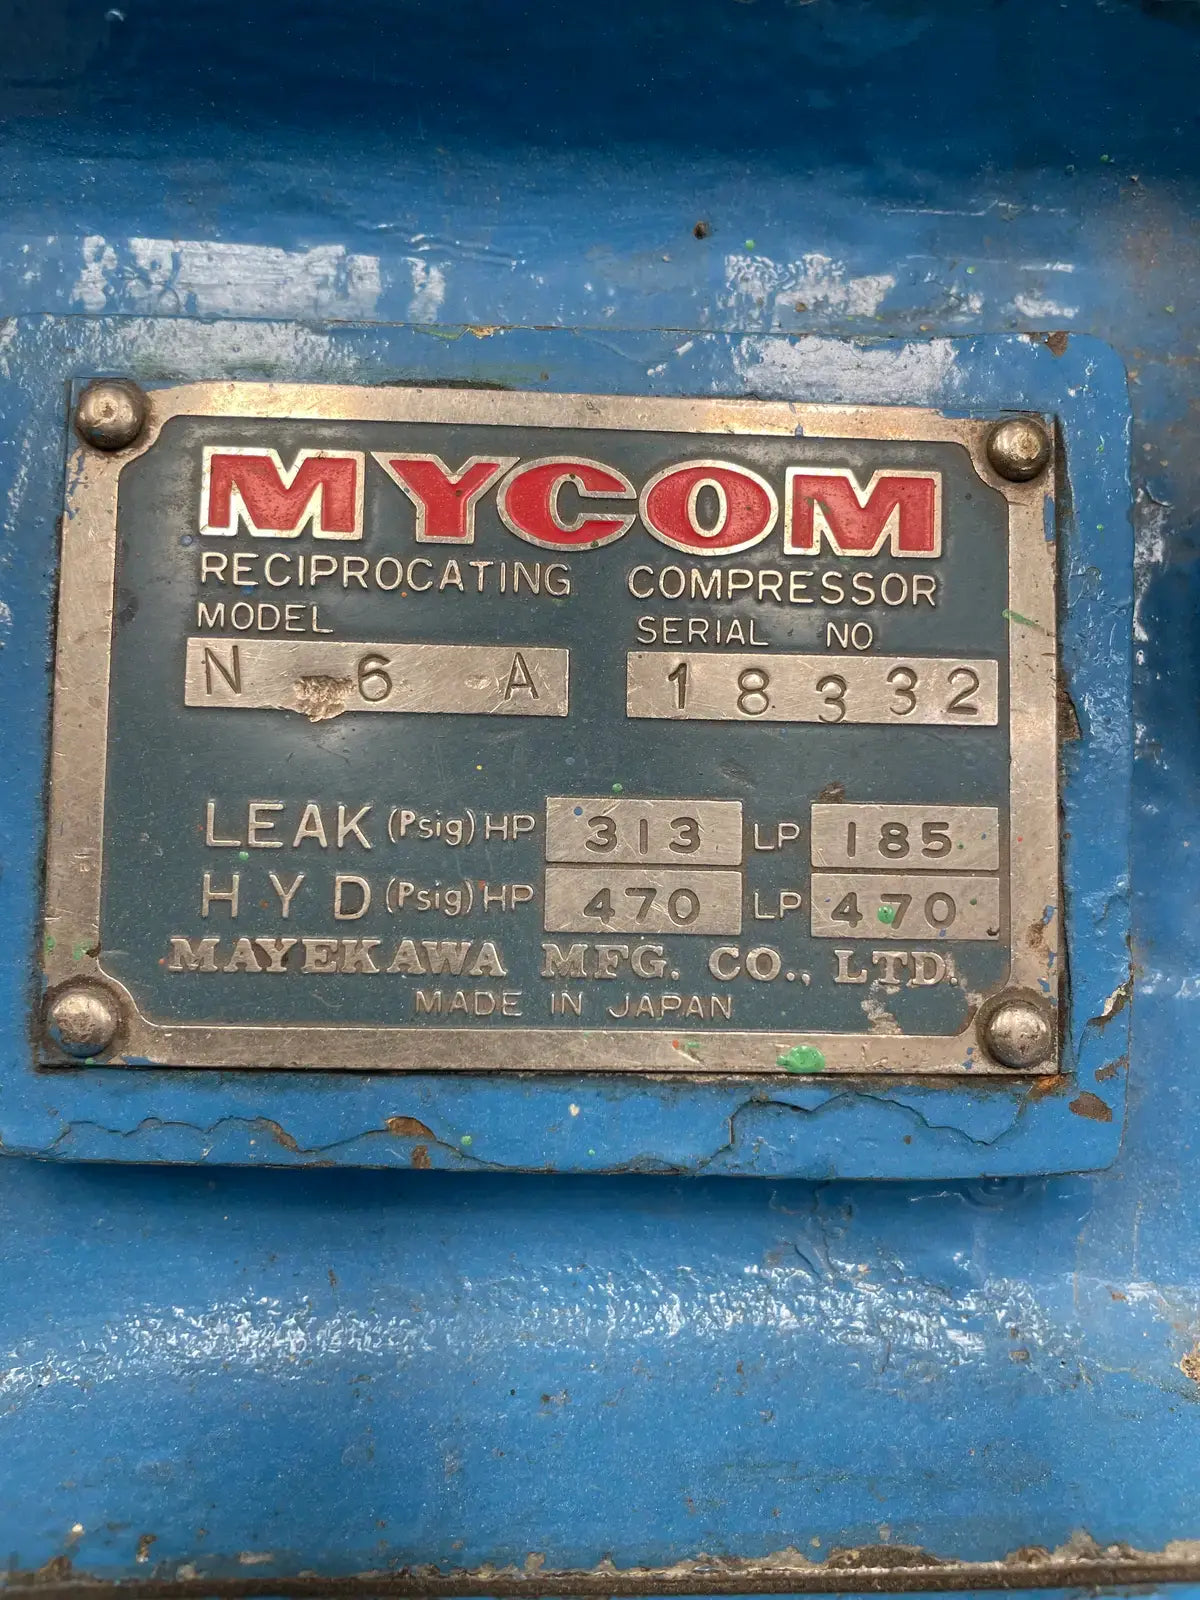 MYCOM
RECIPROCATING COMPRESSOR
MODEL SERIAL NO
N 6 A 18332
LEAK (Psig) HP 313 LP 185
HYD (Psig) HP 470 LP 470
MAYEKAWA MFG. CO., LTD.
MADE IN JAPAN